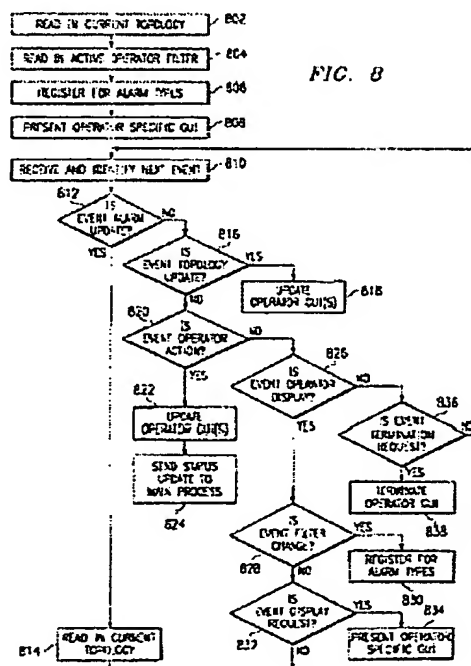 READ IN CURRENT TOPOLOGY
802
READ IN ACTIVE OPERATOR FILTER
804
FIG. 8
REGISTER FOR ALARM TYPES
806
PRESENT OPERATOR SPECIFIC GUI
808
RECEIVE AND IDENTIFY NEXT EVENT
810
812
IS
EVENT ALARM
UPDATE?
NO
YES
816
IS
EVENT TOPOLOGY
UPDATE?
YES
NO
UPDATE
OPERATOR GUI(S)
818
820
IS
EVENT OPERATOR
ACTION?
NO
YES
826
IS
EVENT OPERATOR
DISPLAY?
NO
YES
822
UPDATE
OPERATOR GUI(S)
836
IS EVENT
TERMINATION
REQUEST?
NO
YES
SEND STATUS
UPDATE TO
MAIN PROCESS
824
TERMINATE
OPERATOR GUI
838
IS
EVENT FILTER
CHANGE?
YES
828
NO
REGISTER FOR
ALARM TYPES
830
IS
EVENT DISPLAY
REQUEST?
YES
832
NO
834
PRESENT OPERATOR
SPECIFIC GUI
814
READ IN CURRENT
TOPOLOGY